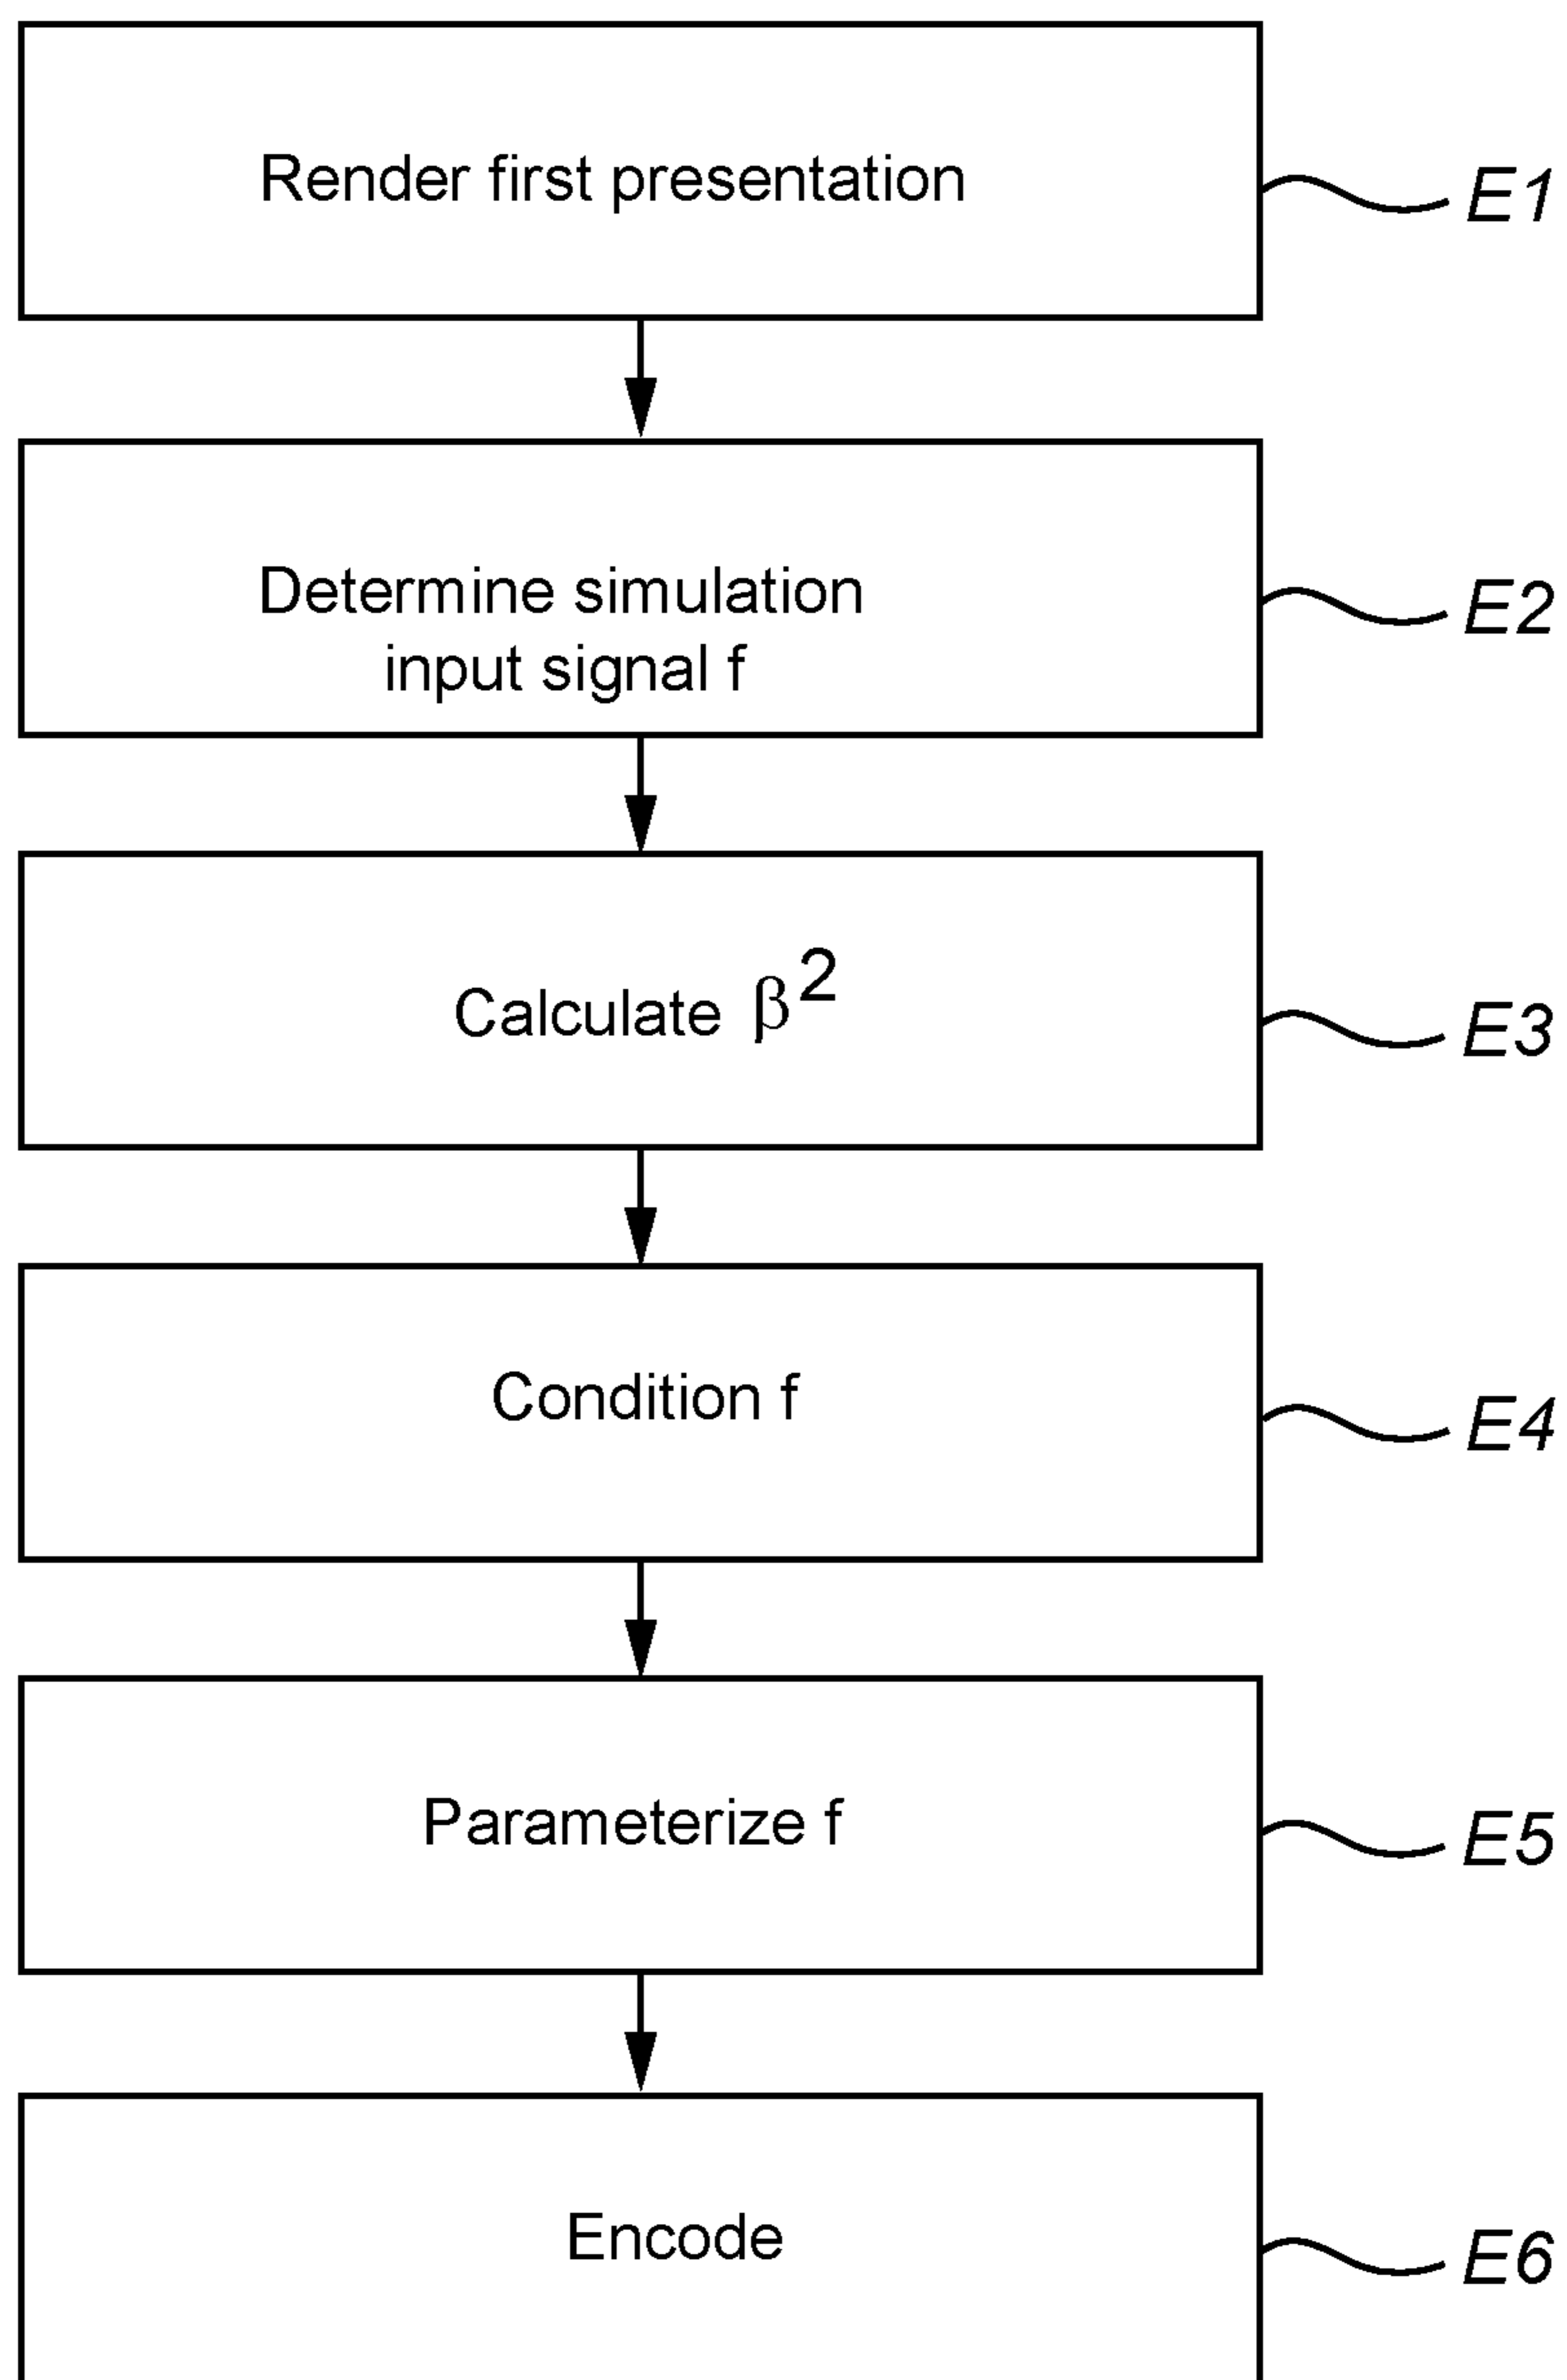 Render first presentation
E1
Determine simulation
input signal f
E2
Calculate β²
E3
Condition f
E4
Parameterize f
E5
Encode
E6